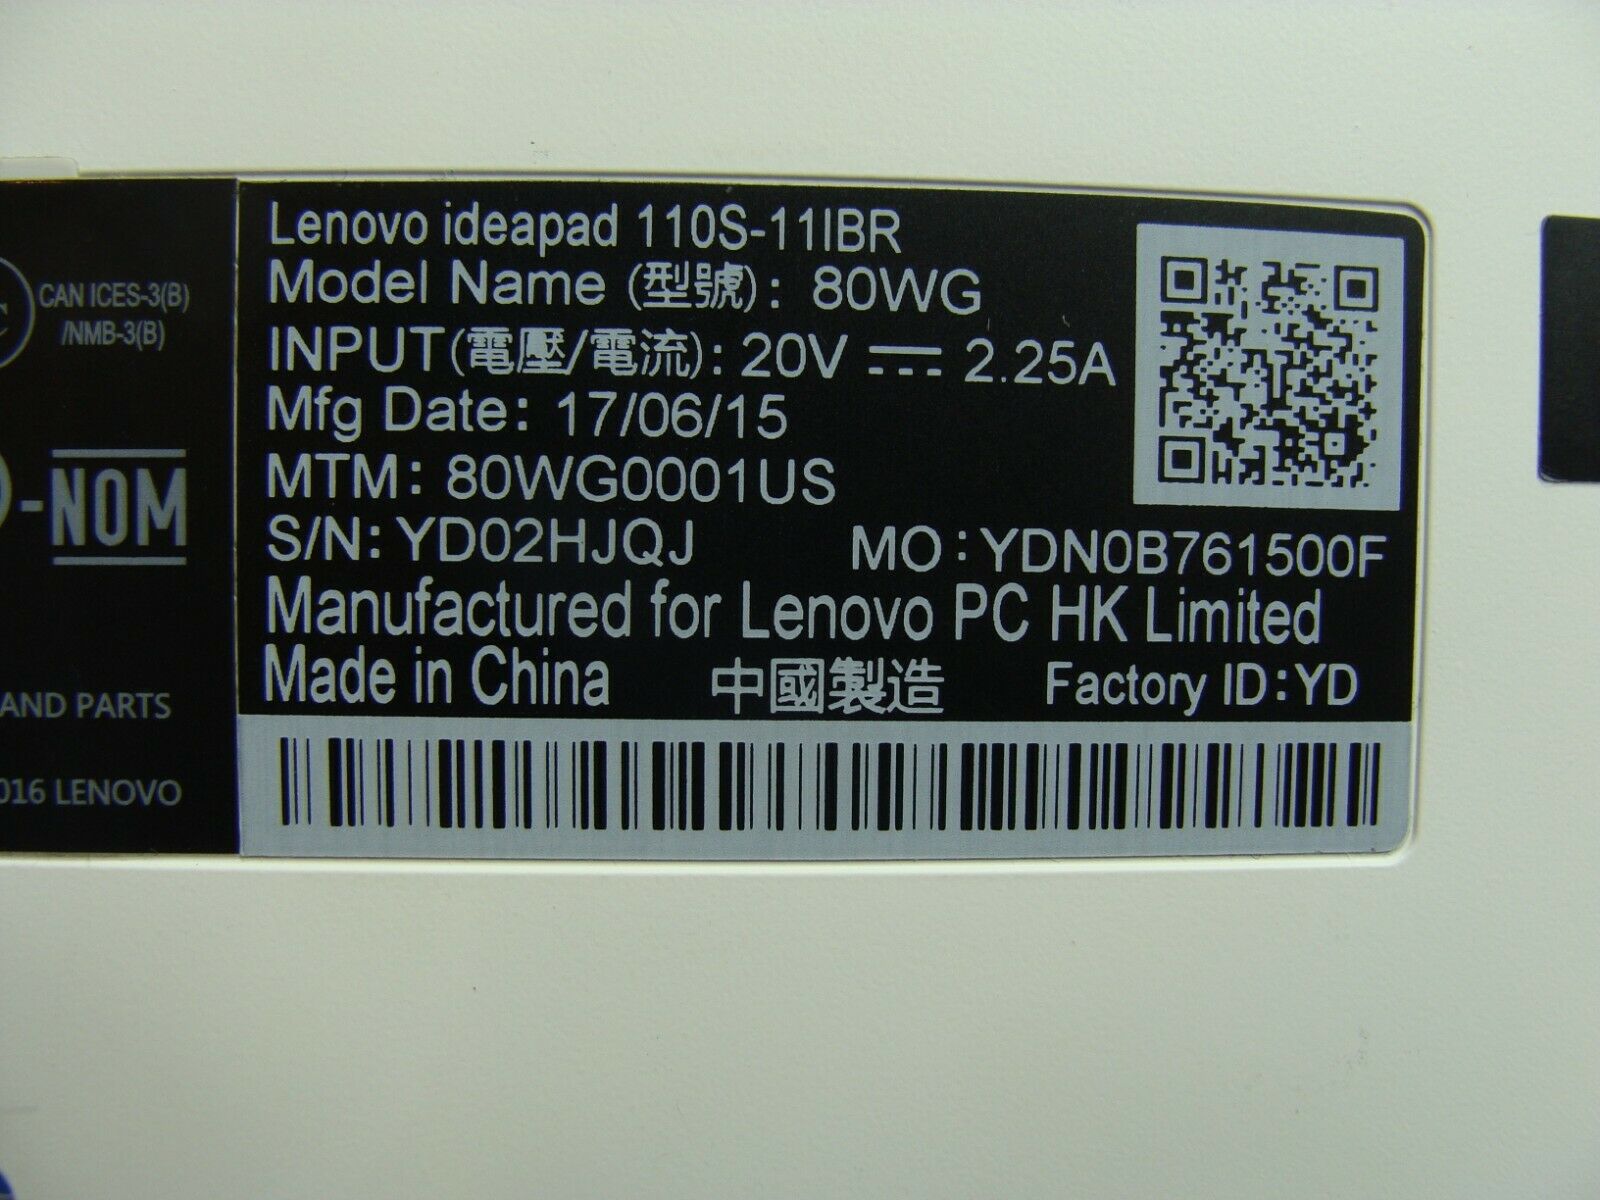 Lenovo ideapad 110S-11IBR
Model Name (型號): 80WG
INPUT(電壓/電流): 20V ⎓ 2.25A
Mfg Date: 17/06/15
MTM: 80WG0001US
S/N: YD02HJQJ MO:YDN0B761500F
Manufactured for Lenovo PC HK Limited
Made in China 中國製造 Factory ID:YD
CAN ICES-3(B)
/NMB-3(B)
-NOM
AND PARTS
016 LENOVO